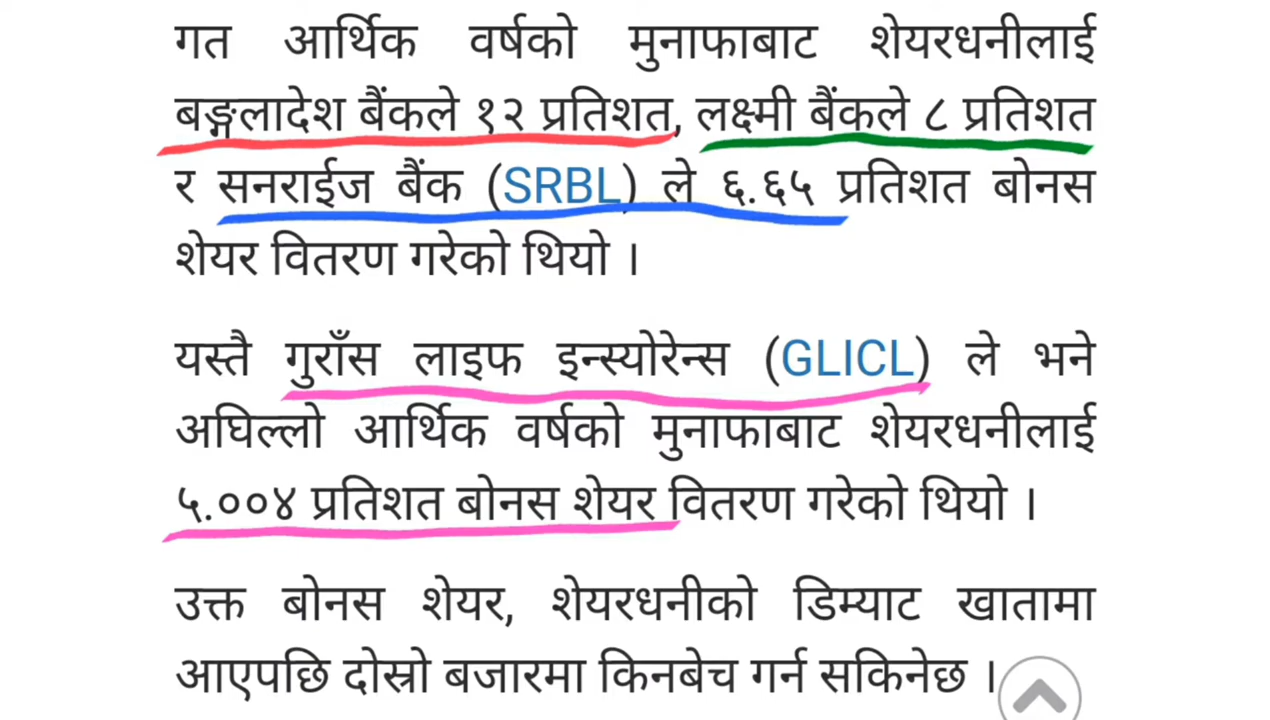 गत आर्थिक वर्षको मुनाफाबाट शेयरधनीलाई
बङ्गलादेश बैंकले १२ प्रतिशत, लक्ष्मी बैंकले ८ प्रतिशत
र सनराईज बैंक (SRBL) ले ६.६५ प्रतिशत बोनस
शेयर वितरण गरेको थियो ।
यस्तै गुराँस लाइफ इन्स्योरेन्स (GLICL) ले भने
अघिल्लो आर्थिक वर्षको मुनाफाबाट शेयरधनीलाई
५.००४ प्रतिशत बोनस शेयर वितरण गरेको थियो ।
उक्त बोनस शेयर, शेयरधनीको डिम्याट खातामा
आएपछि दोस्रो बजारमा किनबेच गर्न सकिनेछ ।